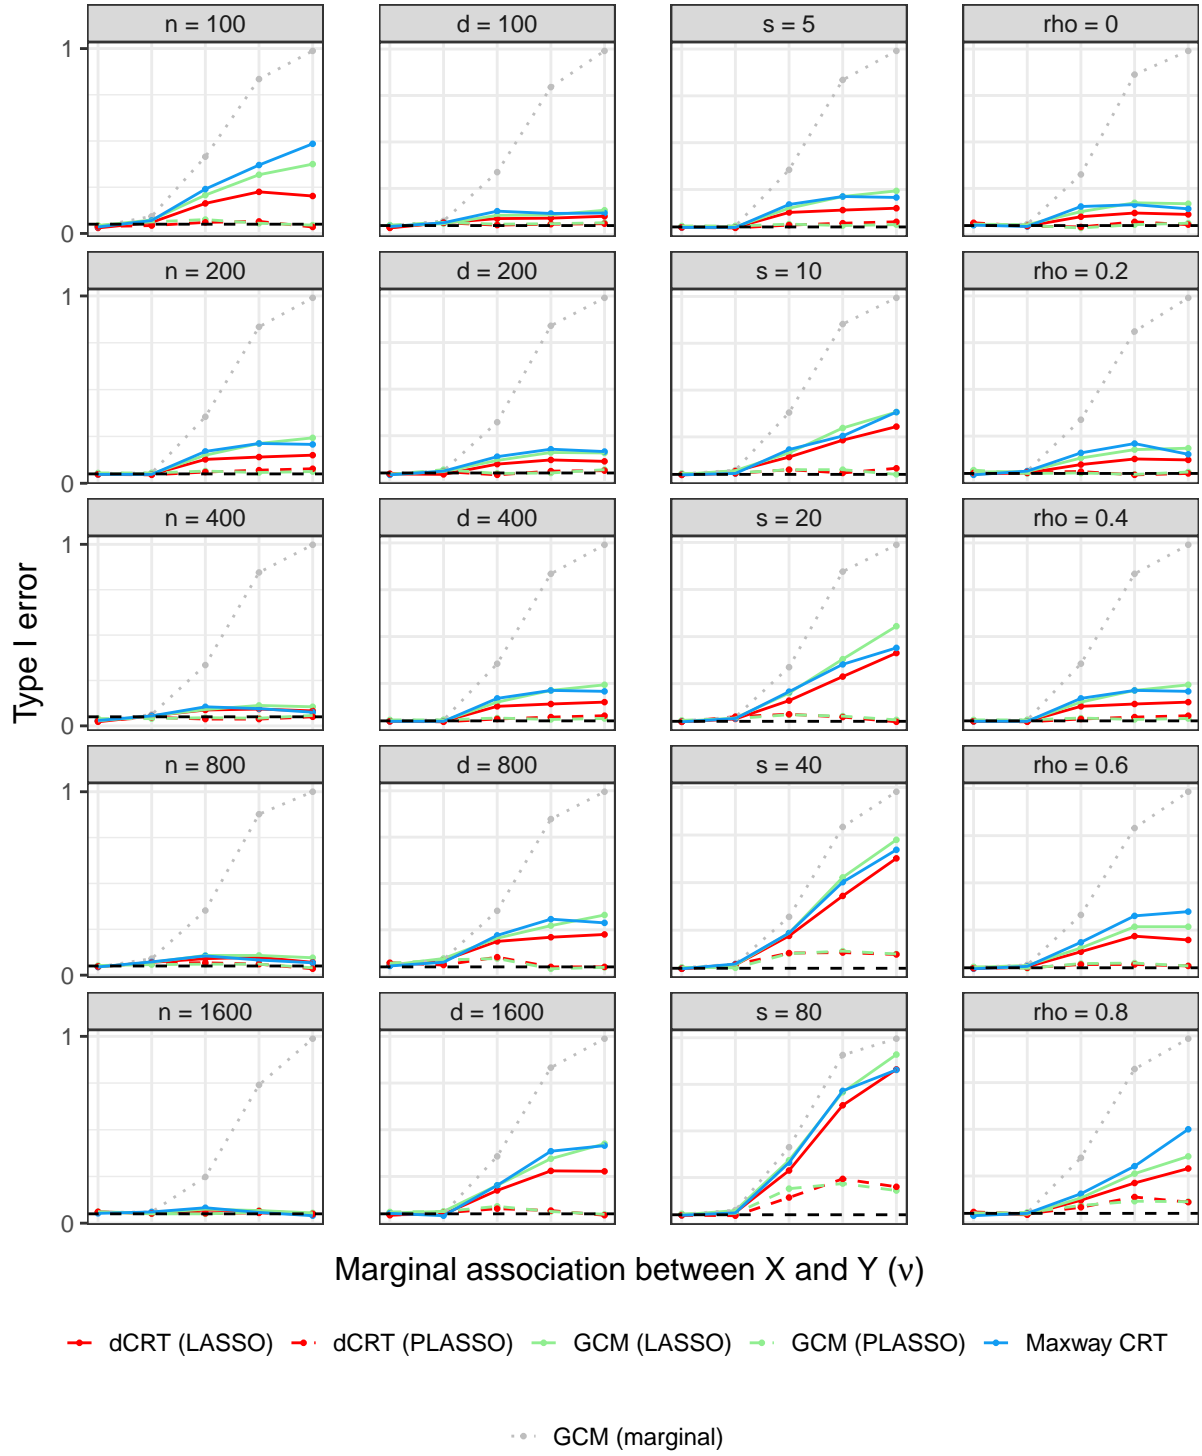 n = 100
d = 100
s = 5
rho = 0
1
0
n = 200
d = 200
s = 10
rho = 0.2
1
0
n = 400
d = 400
s = 20
rho = 0.4
1
0
n = 800
d = 800
s = 40
rho = 0.6
1
0
n = 1600
d = 1600
s = 80
rho = 0.8
1
0
Type I error
Marginal association between X and Y (ν)
dCRT (LASSO) dCRT (PLASSO) GCM (LASSO) GCM (PLASSO) Maxway CRT
GCM (marginal)